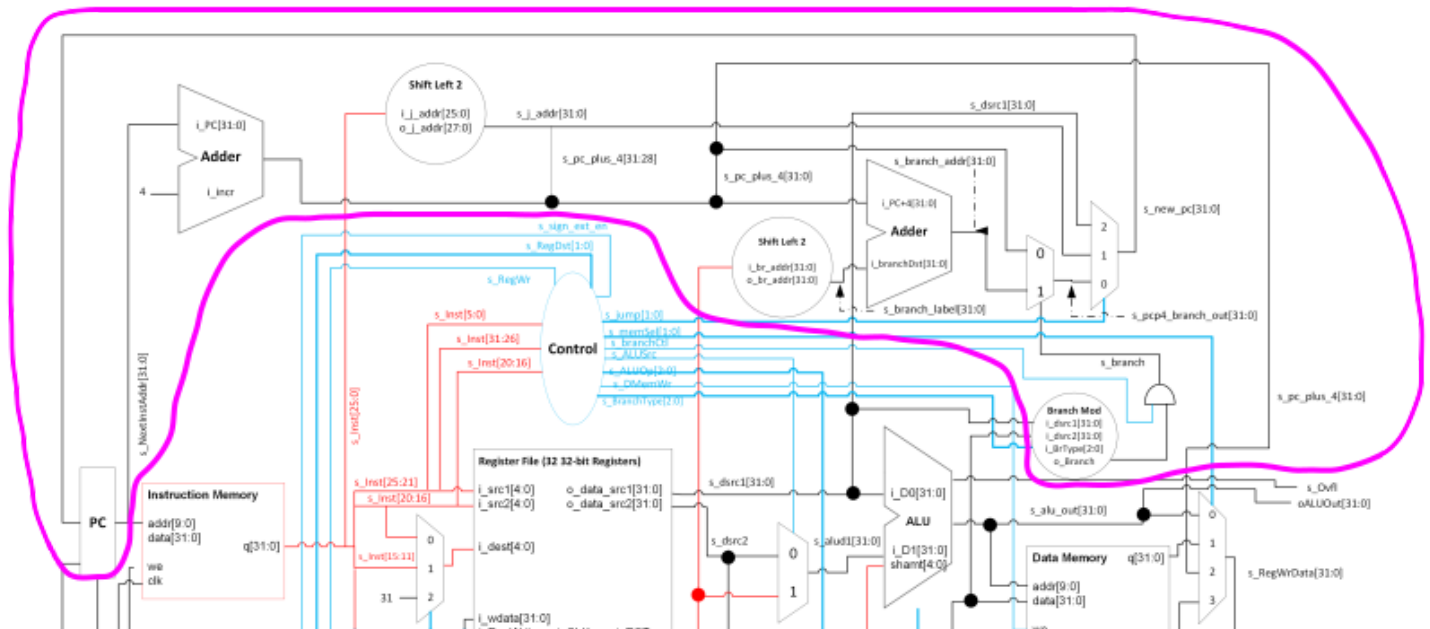 Shift Left 2
i_j_addr[25:0]
o_j_addr[27:0]
s_j_addr[31:0]
s_dsrc1[31:0]
i_PC[31:0]
Adder
4
i_incr
s_pc_plus_4[31:28]
s_pc_plus_4[31:0]
s_branch_addr[31:0]
i_PC+4[31:0]
Adder
i_branchDst[31:0]
s_new_pc[31:0]
2
1
0
0
1
Shift Left 2
i_br_addr[31:0]
o_br_addr[31:0]
s_branch_label[31:0]
s_pcp4_branch_out[31:0]
s_sign_ext_en
s_RegDst[1:0]
s_RegWr
s_Inst[5:0]
s_Inst[31:26]
s_Inst[20:16]
Control
s_jump[1:0]
s_memSel[1:0]
s_branchCtl
s_ALUSrc
s_ALUOp[2:0]
s_DMemWr
s_BranchType[2:0]
s_branch
s_NextInstAddr[31:0]
s_Inst[25:0]
Branch Mod
i_dsrc1[31:0]
i_dsrc2[31:0]
i_BrType[2:0]
o_Branch
s_pc_plus_4[31:0]
PC
Instruction Memory
addr[9:0]
data[31:0]
q[31:0]
we
clk
s_Inst[25:21]
s_Inst[20:16]
s_Inst[15:11]
31
0
1
2
Register File (32 32-bit Registers)
i_src1[4:0]
o_data_src1[31:0]
i_src2[4:0]
o_data_src2[31:0]
i_dest[4:0]
i_wdata[31:0]
s_dsrc1[31:0]
s_dsrc2
0
1
s_alud1[31:0]
i_D0[31:0]
ALU
i_D1[31:0]
shamt[4:0]
s_alu_out[31:0]
s_Ovfl
oALUOut[31:0]
Data Memory
q[31:0]
addr[9:0]
data[31:0]
0
1
2
3
s_RegWrData[31:0]